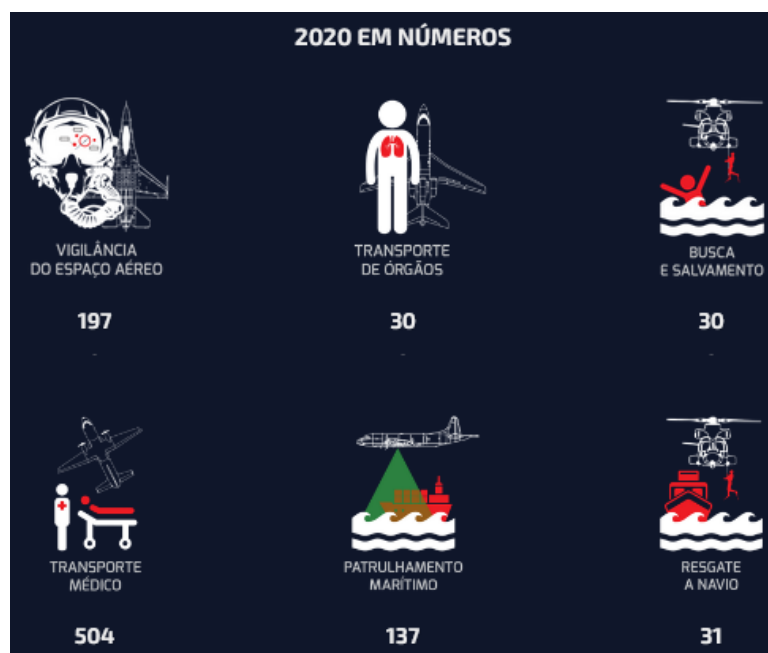 2020 EM NÚMEROS
VIGILÂNCIA
DO ESPAÇO AÉREO
197
-
TRANSPORTE
DE ÓRGÃOS
30
-
BUSCA
E SALVAMENTO
30
-
TRANSPORTE
MÉDICO
504
PATRULHAMENTO
MARÍTIMO
137
RESGATE
A NAVIO
31